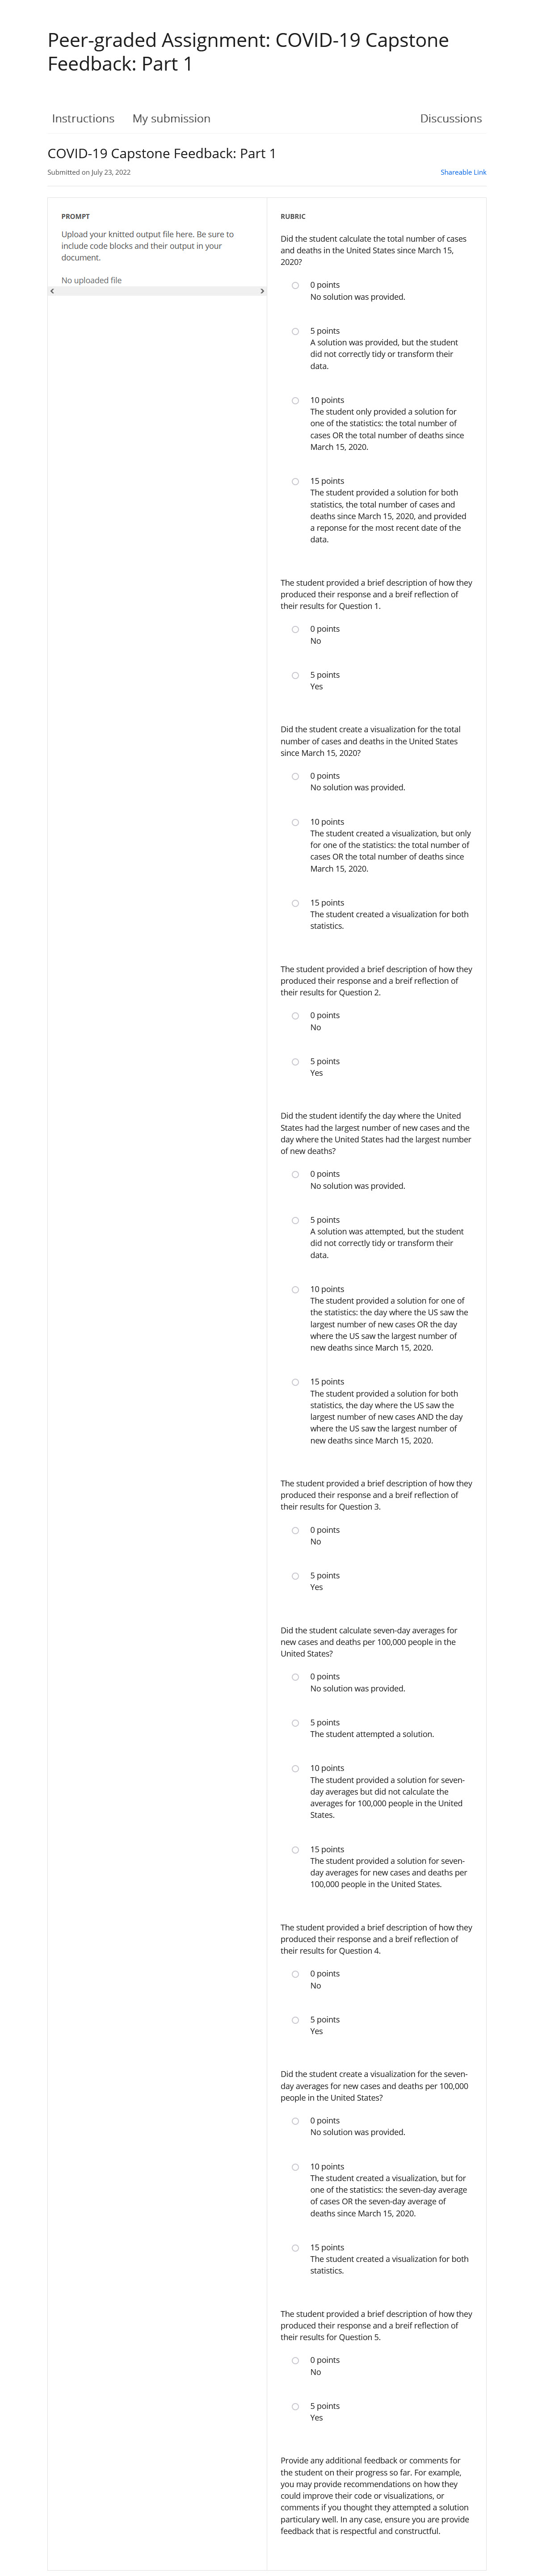 Peer-graded Assignment: COVID-19 Capstone
Feedback: Part 1
Instructions
My submission
Discussions
COVID-19 Capstone Feedback: Part 1
Submitted on July 23, 2022
Shareable Link
PROMPT
Upload your knitted output file here. Be sure to
include code blocks and their output in your
document.
No uploaded file
RUBRIC
Did the student calculate the total number of cases
and deaths in the United States since March 15,
2020?
0 points
No solution was provided.
5 points
A solution was provided, but the student
did not correctly tidy or transform their
data.
10 points
The student only provided a solution for
one of the statistics: the total number of
cases OR the total number of deaths since
March 15, 2020.
15 points
The student provided a solution for both
statistics, the total number of cases and
deaths since March 15, 2020, and provided
a reponse for the most recent date of the
data.
The student provided a brief description of how they
produced their response and a breif reflection of
their results for Question 1.
0 points
No
5 points
Yes
Did the student create a visualization for the total
number of cases and deaths in the United States
since March 15, 2020?
0 points
No solution was provided.
10 points
The student created a visualization, but only
for one of the statistics: the total number of
cases OR the total number of deaths since
March 15, 2020.
15 points
The student created a visualization for both
statistics.
The student provided a brief description of how they
produced their response and a breif reflection of
their results for Question 2.
0 points
No
5 points
Yes
Did the student identify the day where the United
States had the largest number of new cases and the
day where the United States had the largest number
of new deaths?
0 points
No solution was provided.
5 points
A solution was attempted, but the student
did not correctly tidy or transform their
data.
10 points
The student provided a solution for one of
the statistics: the day where the US saw the
largest number of new cases OR the day
where the US saw the largest number of
new deaths since March 15, 2020.
15 points
The student provided a solution for both
statistics, the day where the US saw the
largest number of new cases AND the day
where the US saw the largest number of
new deaths since March 15, 2020.
The student provided a brief description of how they
produced their response and a breif reflection of
their results for Question 3.
0 points
No
5 points
Yes
Did the student calculate seven-day averages for
new cases and deaths per 100,000 people in the
United States?
0 points
No solution was provided.
5 points
The student attempted a solution.
10 points
The student provided a solution for seven-
day averages but did not calculate the
averages for 100,000 people in the United
States.
15 points
The student provided a solution for seven-
day averages for new cases and deaths per
100,000 people in the United States.
The student provided a brief description of how they
produced their response and a breif reflection of
their results for Question 4.
0 points
No
5 points
Yes
Did the student create a visualization for the seven-
day averages for new cases and deaths per 100,000
people in the United States?
0 points
No solution was provided.
10 points
The student created a visualization, but for
one of the statistics: the seven-day average
of cases OR the seven-day average of
deaths since March 15, 2020.
15 points
The student created a visualization for both
statistics.
The student provided a brief description of how they
produced their response and a breif reflection of
their results for Question 5.
0 points
No
5 points
Yes
Provide any additional feedback or comments for
the student on their progress so far. For example,
you may provide recommendations on how they
could improve their code or visualizations, or
comments if you thought they attempted a solution
particulary well. In any case, ensure you are provide
feedback that is respectful and constructful.